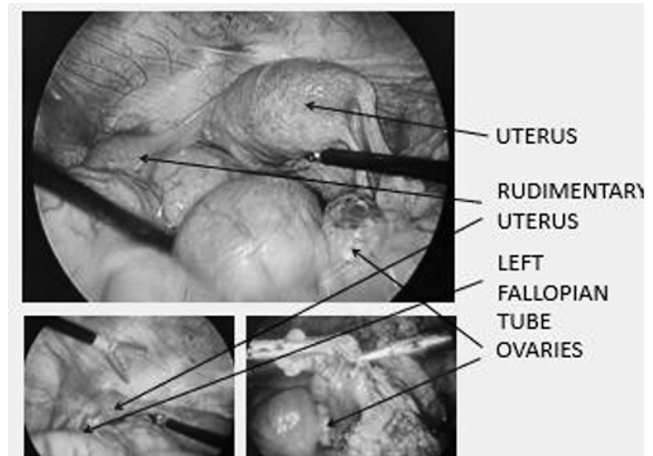 UTERUS
RUDIMENTARY
UTERUS
LEFT
FALLOPIAN
TUBE
OVARIES